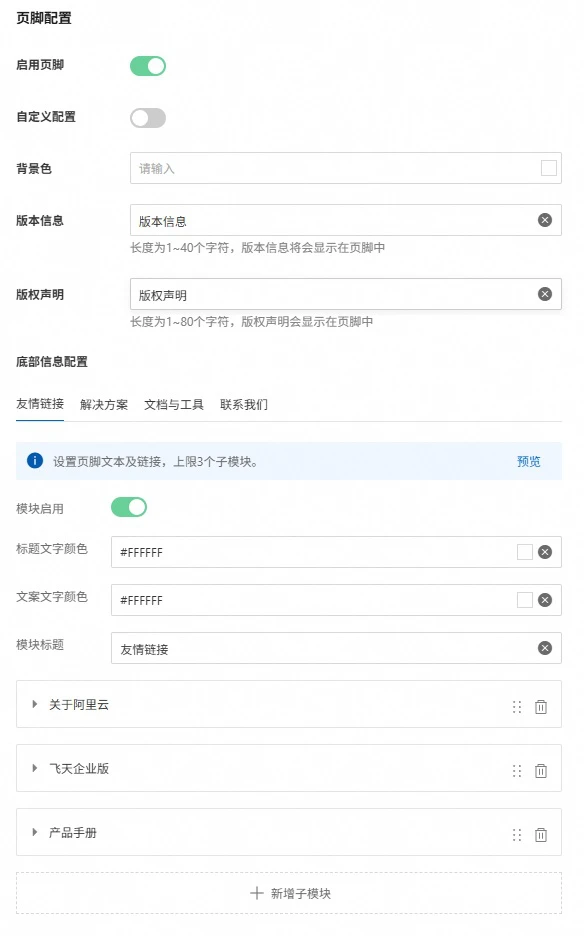 页脚配置
启用页脚
自定义配置
背景色 请输入
版本信息 版本信息
长度为1~40个字符，版本信息将会显示在页脚中
版权声明 版权声明
长度为1~80个字符，版权声明会显示在页脚中
底部信息配置
友情链接 解决方案 文档与工具 联系我们
设置页脚文本及链接，上限3个子模块。 预览
模块启用
标题文字颜色 #FFFFFF
文案文字颜色 #FFFFFF
模块标题 友情链接
关于阿里云
飞天企业版
产品手册
新增子模块